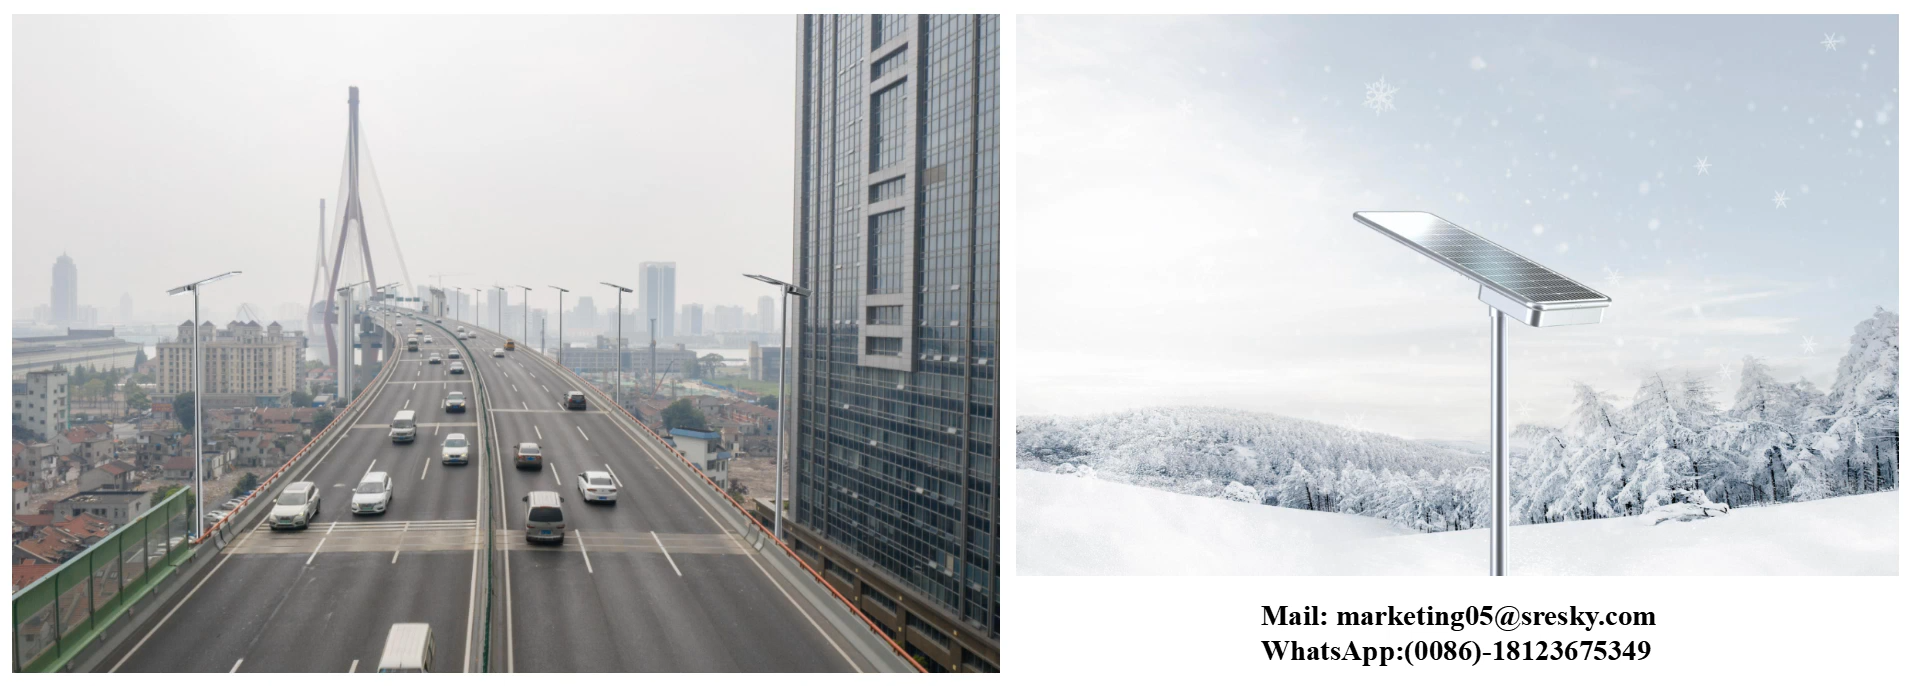 Mail: marketing05@sresky.com
WhatsApp:(0086)-18123675349